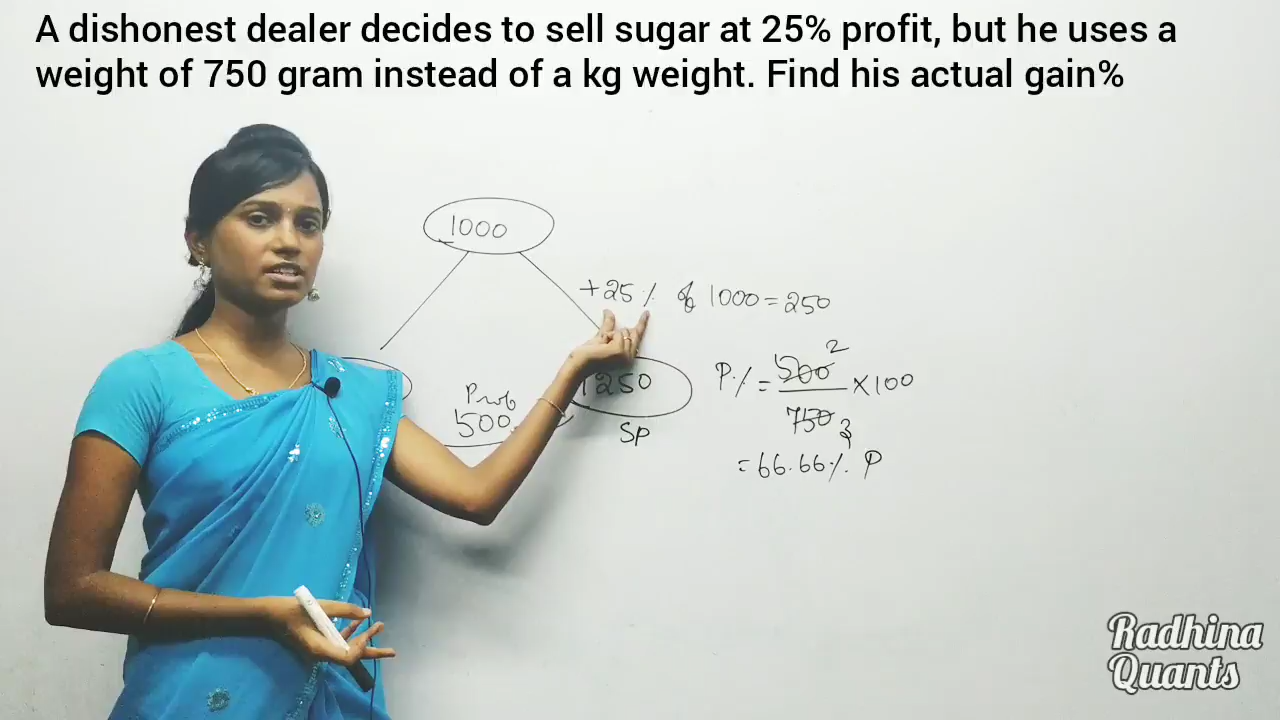 A dishonest dealer decides to sell sugar at 25% profit, but he uses a
weight of 750 gram instead of a kg weight. Find his actual gain%
1000
+25% of 1000 = 250
Prof
500
1250
SP
P% = 500 2 / 750 3 × 100
= 66.66% P
Radhina
Quants